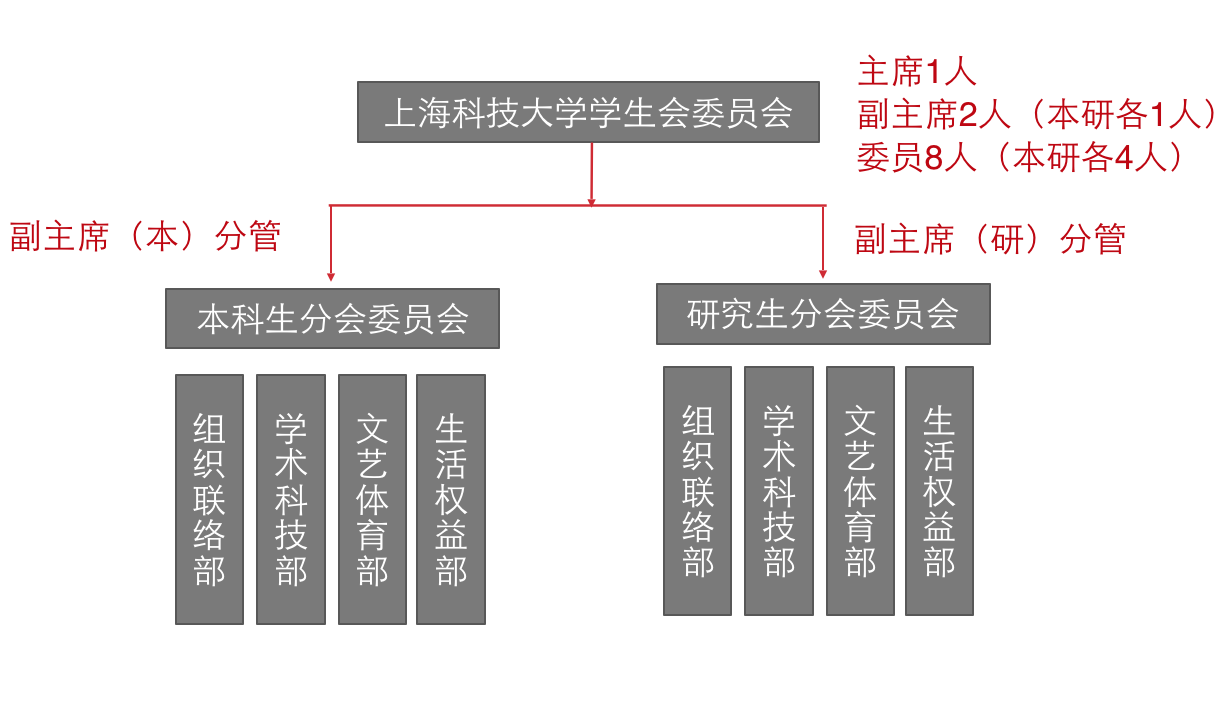 主席1人
上海科技大学学生会委员会
副主席2人（本研各1人）
委员8人（本研各4人）
副主席（本）分管
副主席（研）分管
本科生分会委员会
研究生分会委员会
组织联络部
学术科技部
文艺体育部
生活权益部
组织联络部
学术科技部
文艺体育部
生活权益部